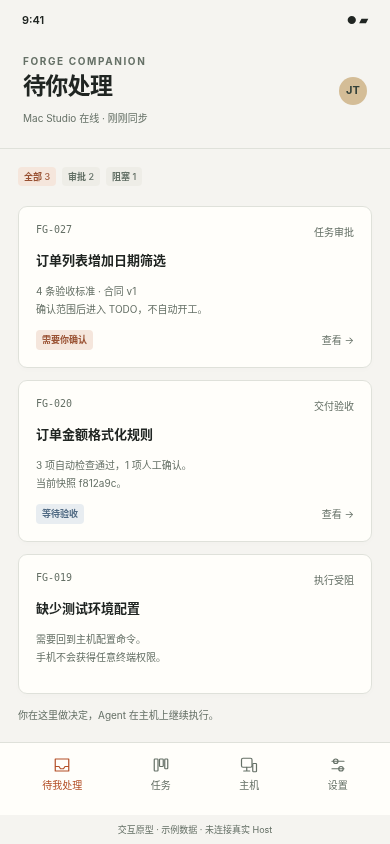 9:41
FORGE COMPANION
待你处理
JT
Mac Studio 在线 · 刚刚同步
全部 3 审批 2 阻塞 1
FG-027 任务审批
订单列表增加日期筛选
4 条验收标准 · 合同 v1
确认范围后进入 TODO，不自动开工。
需要你确认 查看 →
FG-020 交付验收
订单金额格式化规则
3 项自动检查通过，1 项人工确认。
当前快照 f812a9c。
等待验收 查看 →
FG-019 执行受阻
缺少测试环境配置
需要回到主机配置命令。
手机不会获得任意终端权限。
你在这里做决定，Agent 在主机上继续执行。
待我处理 任务 主机 设置
交互原型 · 示例数据 · 未连接真实 Host